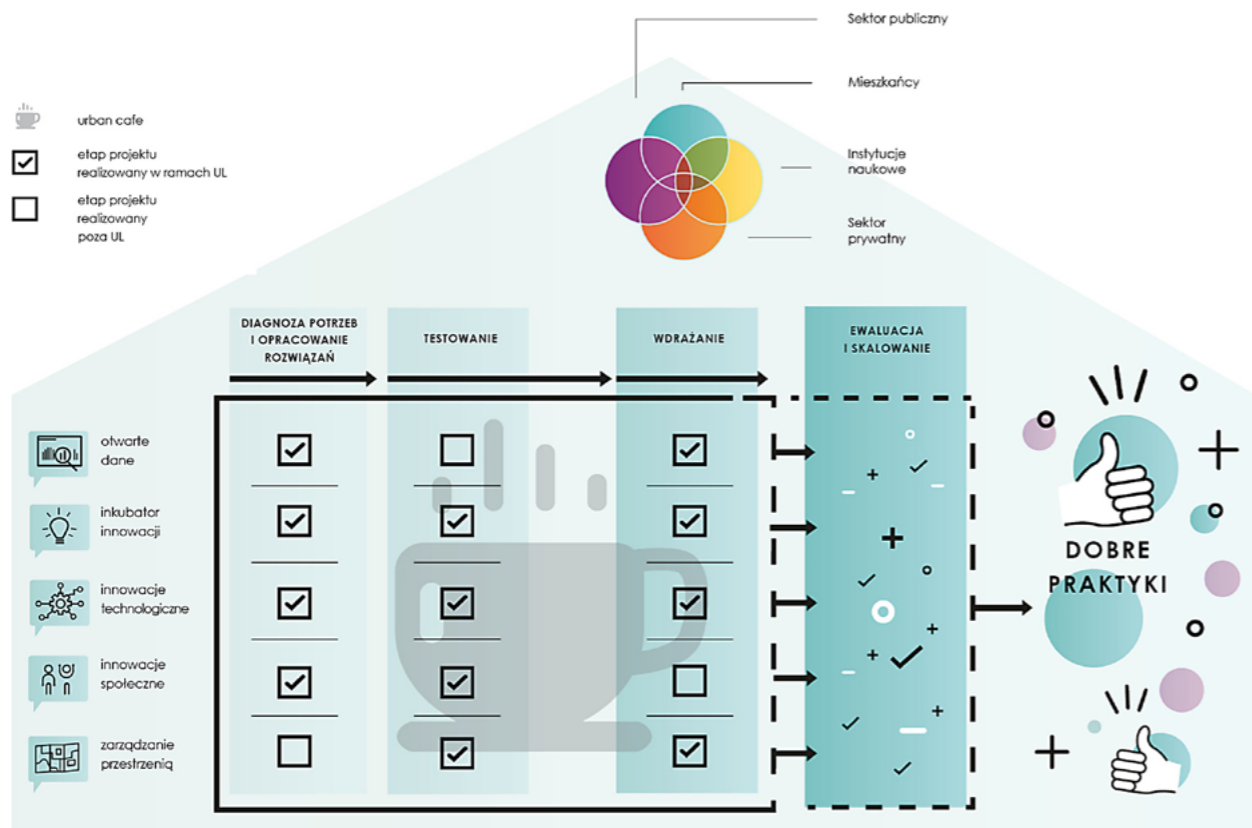 Sektor publiczny
Mieszkańcy
Instytucje
naukowe
Sektor
prywatny
urban cafe
etap projektu
realizowany w ramach UL
etap projektu
realizowany
poza UL
DIAGNOZA POTRZEB
I OPRACOWANIE
ROZWIĄZAŃ
TESTOWANIE
WDRAŻANIE
EWALUACJA
I SKALOWANIE
otwarte
dane
inkubator
innowacji
innowacje
technologiczne
innowacje
społeczne
zarządzanie
przestrzenią
DOBRE
PRAKTYKI